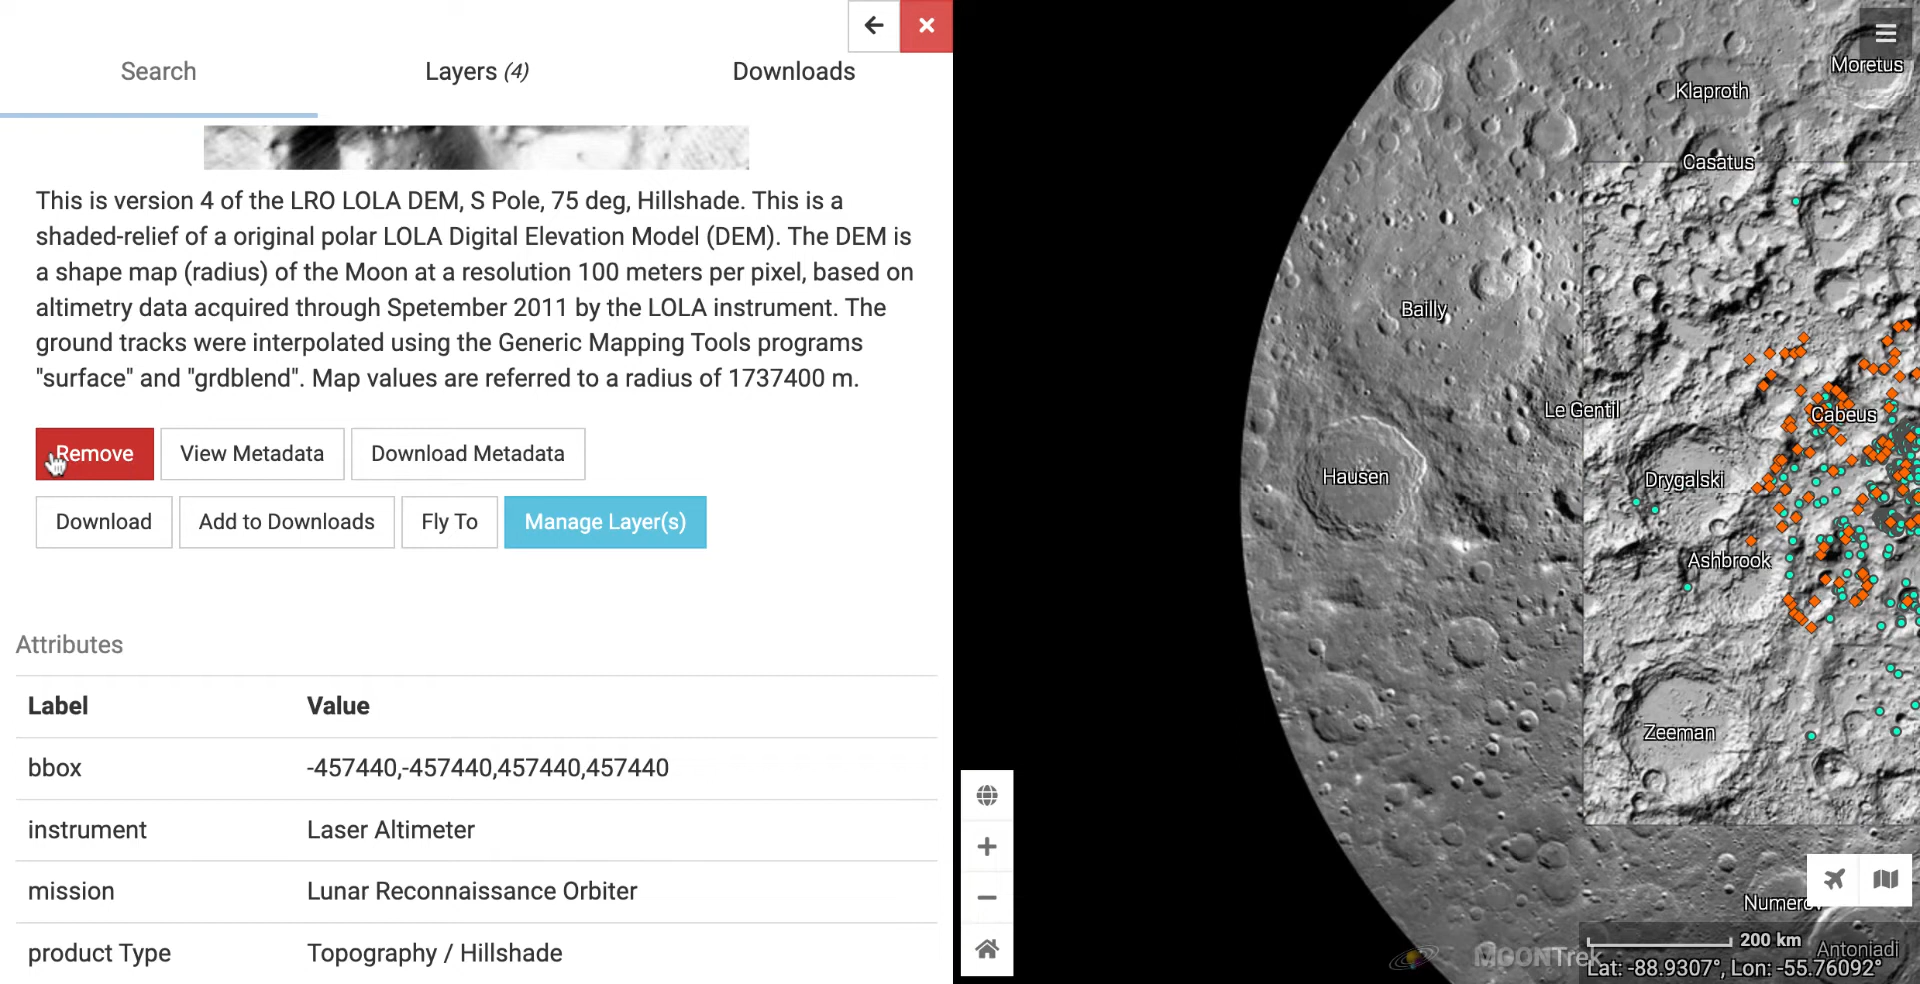 Search
Layers (4)
Downloads
This is version 4 of the LRO LOLA DEM, S Pole, 75 deg, Hillshade. This is a
shaded-relief of a original polar LOLA Digital Elevation Model (DEM). The DEM is
a shape map (radius) of the Moon at a resolution 100 meters per pixel, based on
altimetry data acquired through Spetember 2011 by the LOLA instrument. The
ground tracks were interpolated using the Generic Mapping Tools programs
"surface" and "grdblend". Map values are referred to a radius of 1737400 m.
Remove
View Metadata
Download Metadata
Download
Add to Downloads
Fly To
Manage Layer(s)
Attributes
Label Value
bbox -457440,-457440,457440,457440
instrument Laser Altimeter
mission Lunar Reconnaissance Orbiter
product Type Topography / Hillshade
Moretus
Klaproth
Casatus
Bailly
Le Gentil
Cabeus
Hausen
Drygalski
Ashbrook
Zeeman
Numerov
200 km
Antoniadi
MOONTrek
Lat: -88.9307°, Lon: -55.76092°